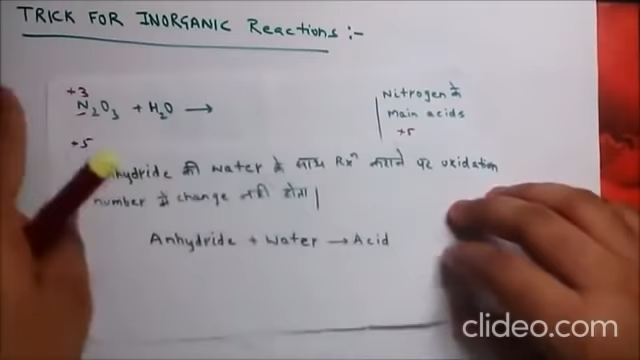 TRICK FOR INORGANIC Reactions :-
+3
N₂O₃ + H₂O →
Nitrogen के
main acids
+5
+5
Anhydride की water के साथ Rxⁿ कराने पर oxidation
number में change नहीं होता |
Anhydride + Water → Acid
clideo.com